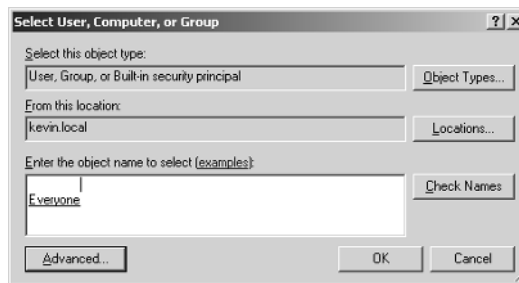 Select User, Computer, or Group
Select this object type:
User, Group, or Built-in security principal
Object Types...
From this location:
kevin.local
Locations...
Enter the object name to select (examples):
Everyone
Check Names
Advanced...
OK
Cancel